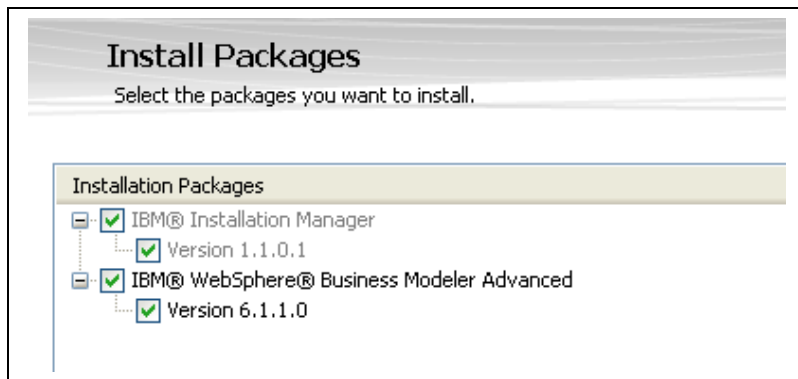 Install Packages
Select the packages you want to install.
Installation Packages
IBM® Installation Manager
Version 1.1.0.1
IBM® WebSphere® Business Modeler Advanced
Version 6.1.1.0